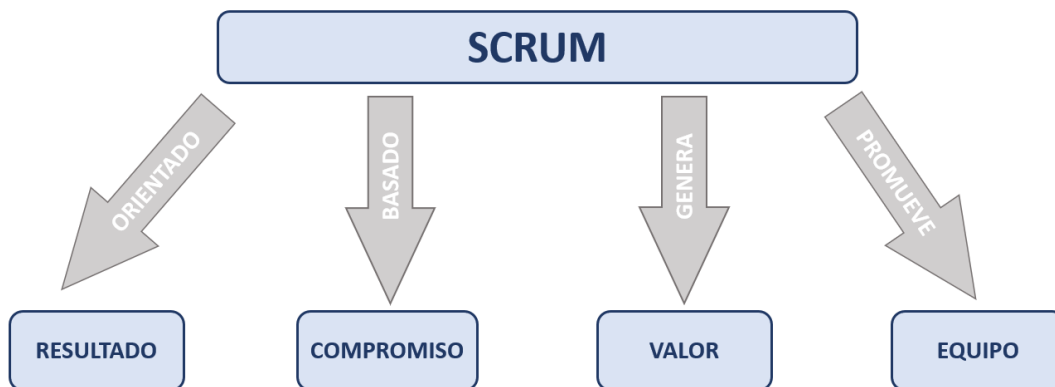 SCRUM
ORIENTADO
BASADO
GENERA
PROMUEVE
RESULTADO
COMPROMISO
VALOR
EQUIPO